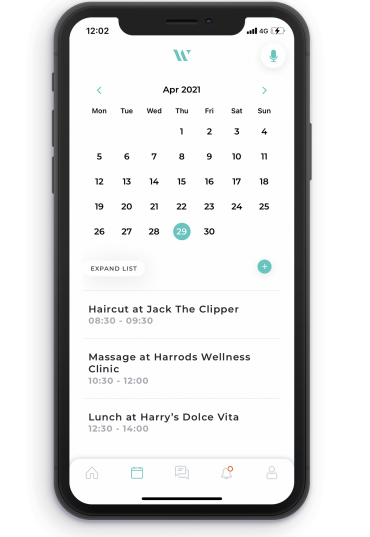 12:02 4G
W
Apr 2021
Mon Tue Wed Thu Fri Sat Sun
1 2 3 4
5 6 7 8 9 10 11
12 13 14 15 16 17 18
19 20 21 22 23 24 25
26 27 28 29 30
EXPAND LIST +
Haircut at Jack The Clipper
08:30 - 09:30
Massage at Harrods Wellness
Clinic
10:30 - 12:00
Lunch at Harry’s Dolce Vita
12:30 - 14:00